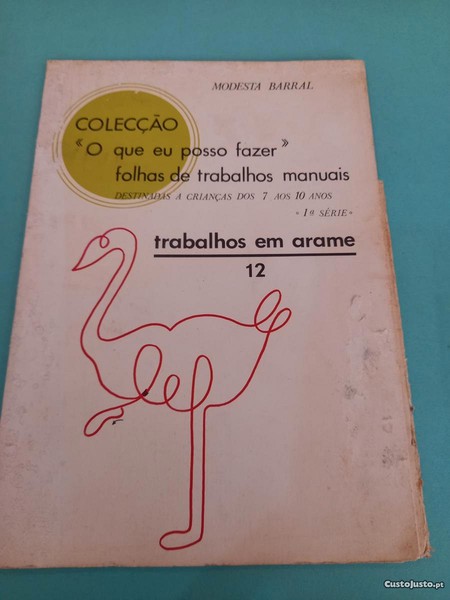 MODESTA BARRAL
COLECÇÃO
«O que eu posso fazer»
folhas de trabalhos manuais
DESTINADAS A CRIANÇAS DOS 7 AOS 10 ANOS
«1ª SÉRIE»
trabalhos em arame
12
CustoJusto.pt